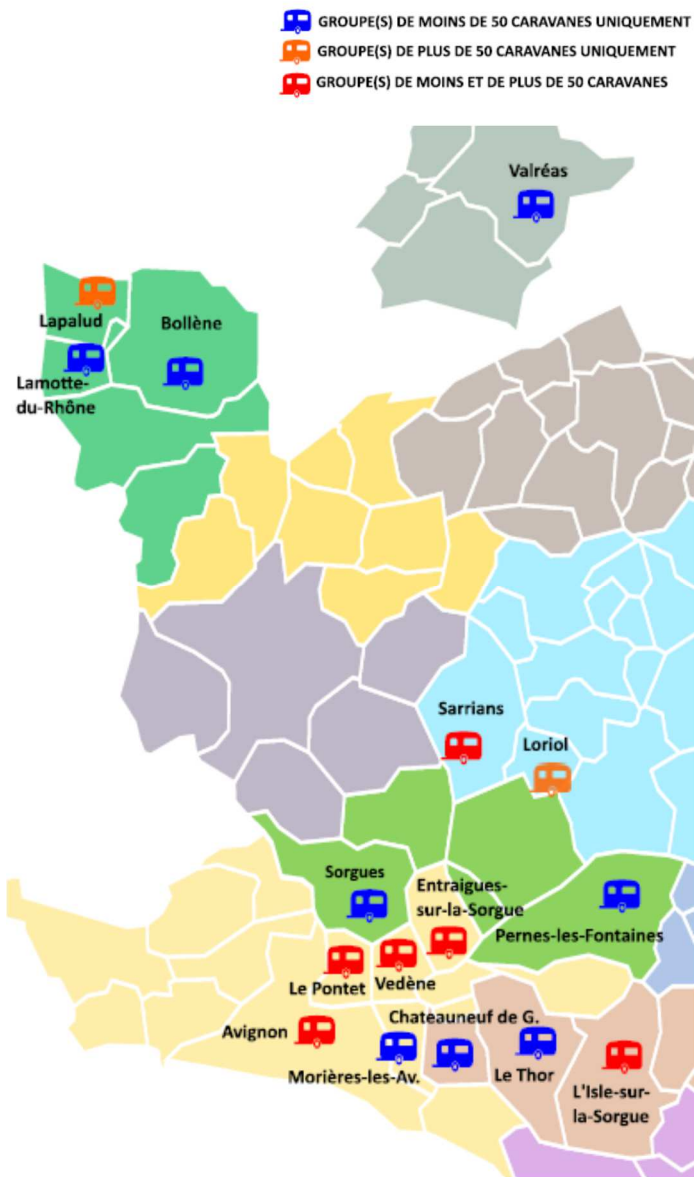 GROUPE(S) DE MOINS DE 50 CARAVANES UNIQUEMENT
GROUPE(S) DE PLUS DE 50 CARAVANES UNIQUEMENT
GROUPE(S) DE MOINS ET DE PLUS DE 50 CARAVANES
Valréas
Lapalud
Bollène
Lamotte-
du-Rhône
Sarrians
Loriol
Sorgues
Entraigues-
sur-la-Sorgue
Pernes-les-Fontaines
Le Pontet
Vedène
Avignon
Chateauneuf de G.
Morières-les-Av.
Le Thor
L'Isle-sur-
la-Sorgue